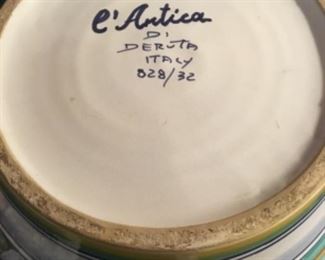 l'Antica
DI
DERUTA
ITALY
828/32